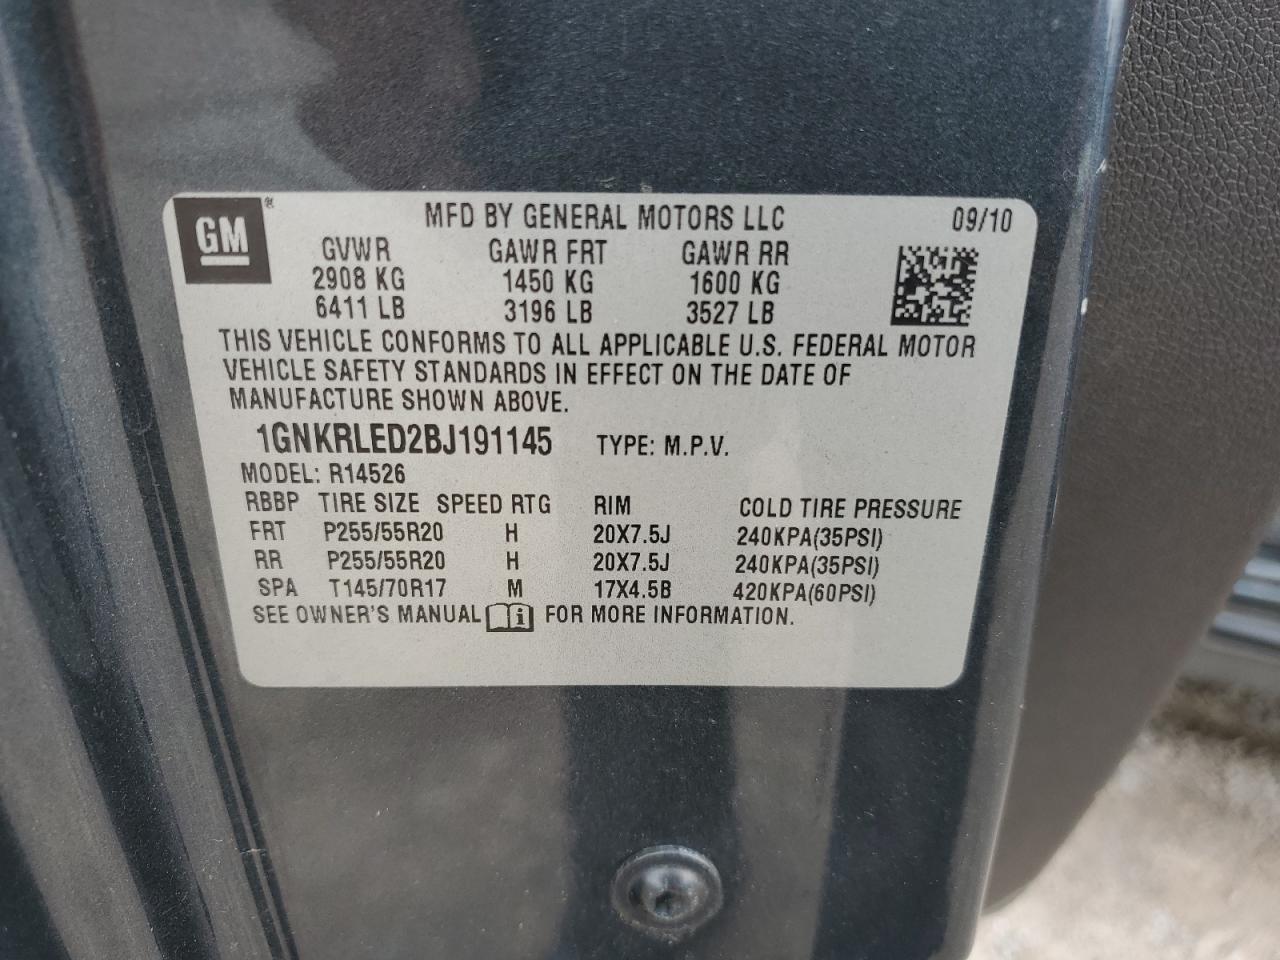 GM ® MFD BY GENERAL MOTORS LLC 09/10
GVWR GAWR FRT GAWR RR
2908 KG 1450 KG 1600 KG
6411 LB 3196 LB 3527 LB
THIS VEHICLE CONFORMS TO ALL APPLICABLE U.S. FEDERAL MOTOR
VEHICLE SAFETY STANDARDS IN EFFECT ON THE DATE OF
MANUFACTURE SHOWN ABOVE.
1GNKRLED2BJ191145 TYPE: M.P.V.
MODEL: R14526
RBBP TIRE SIZE SPEED RTG RIM COLD TIRE PRESSURE
FRT P255/55R20 H 20X7.5J 240KPA(35PSI)
RR P255/55R20 H 20X7.5J 240KPA(35PSI)
SPA T145/70R17 M 17X4.5B 420KPA(60PSI)
SEE OWNER'S MANUAL i FOR MORE INFORMATION.